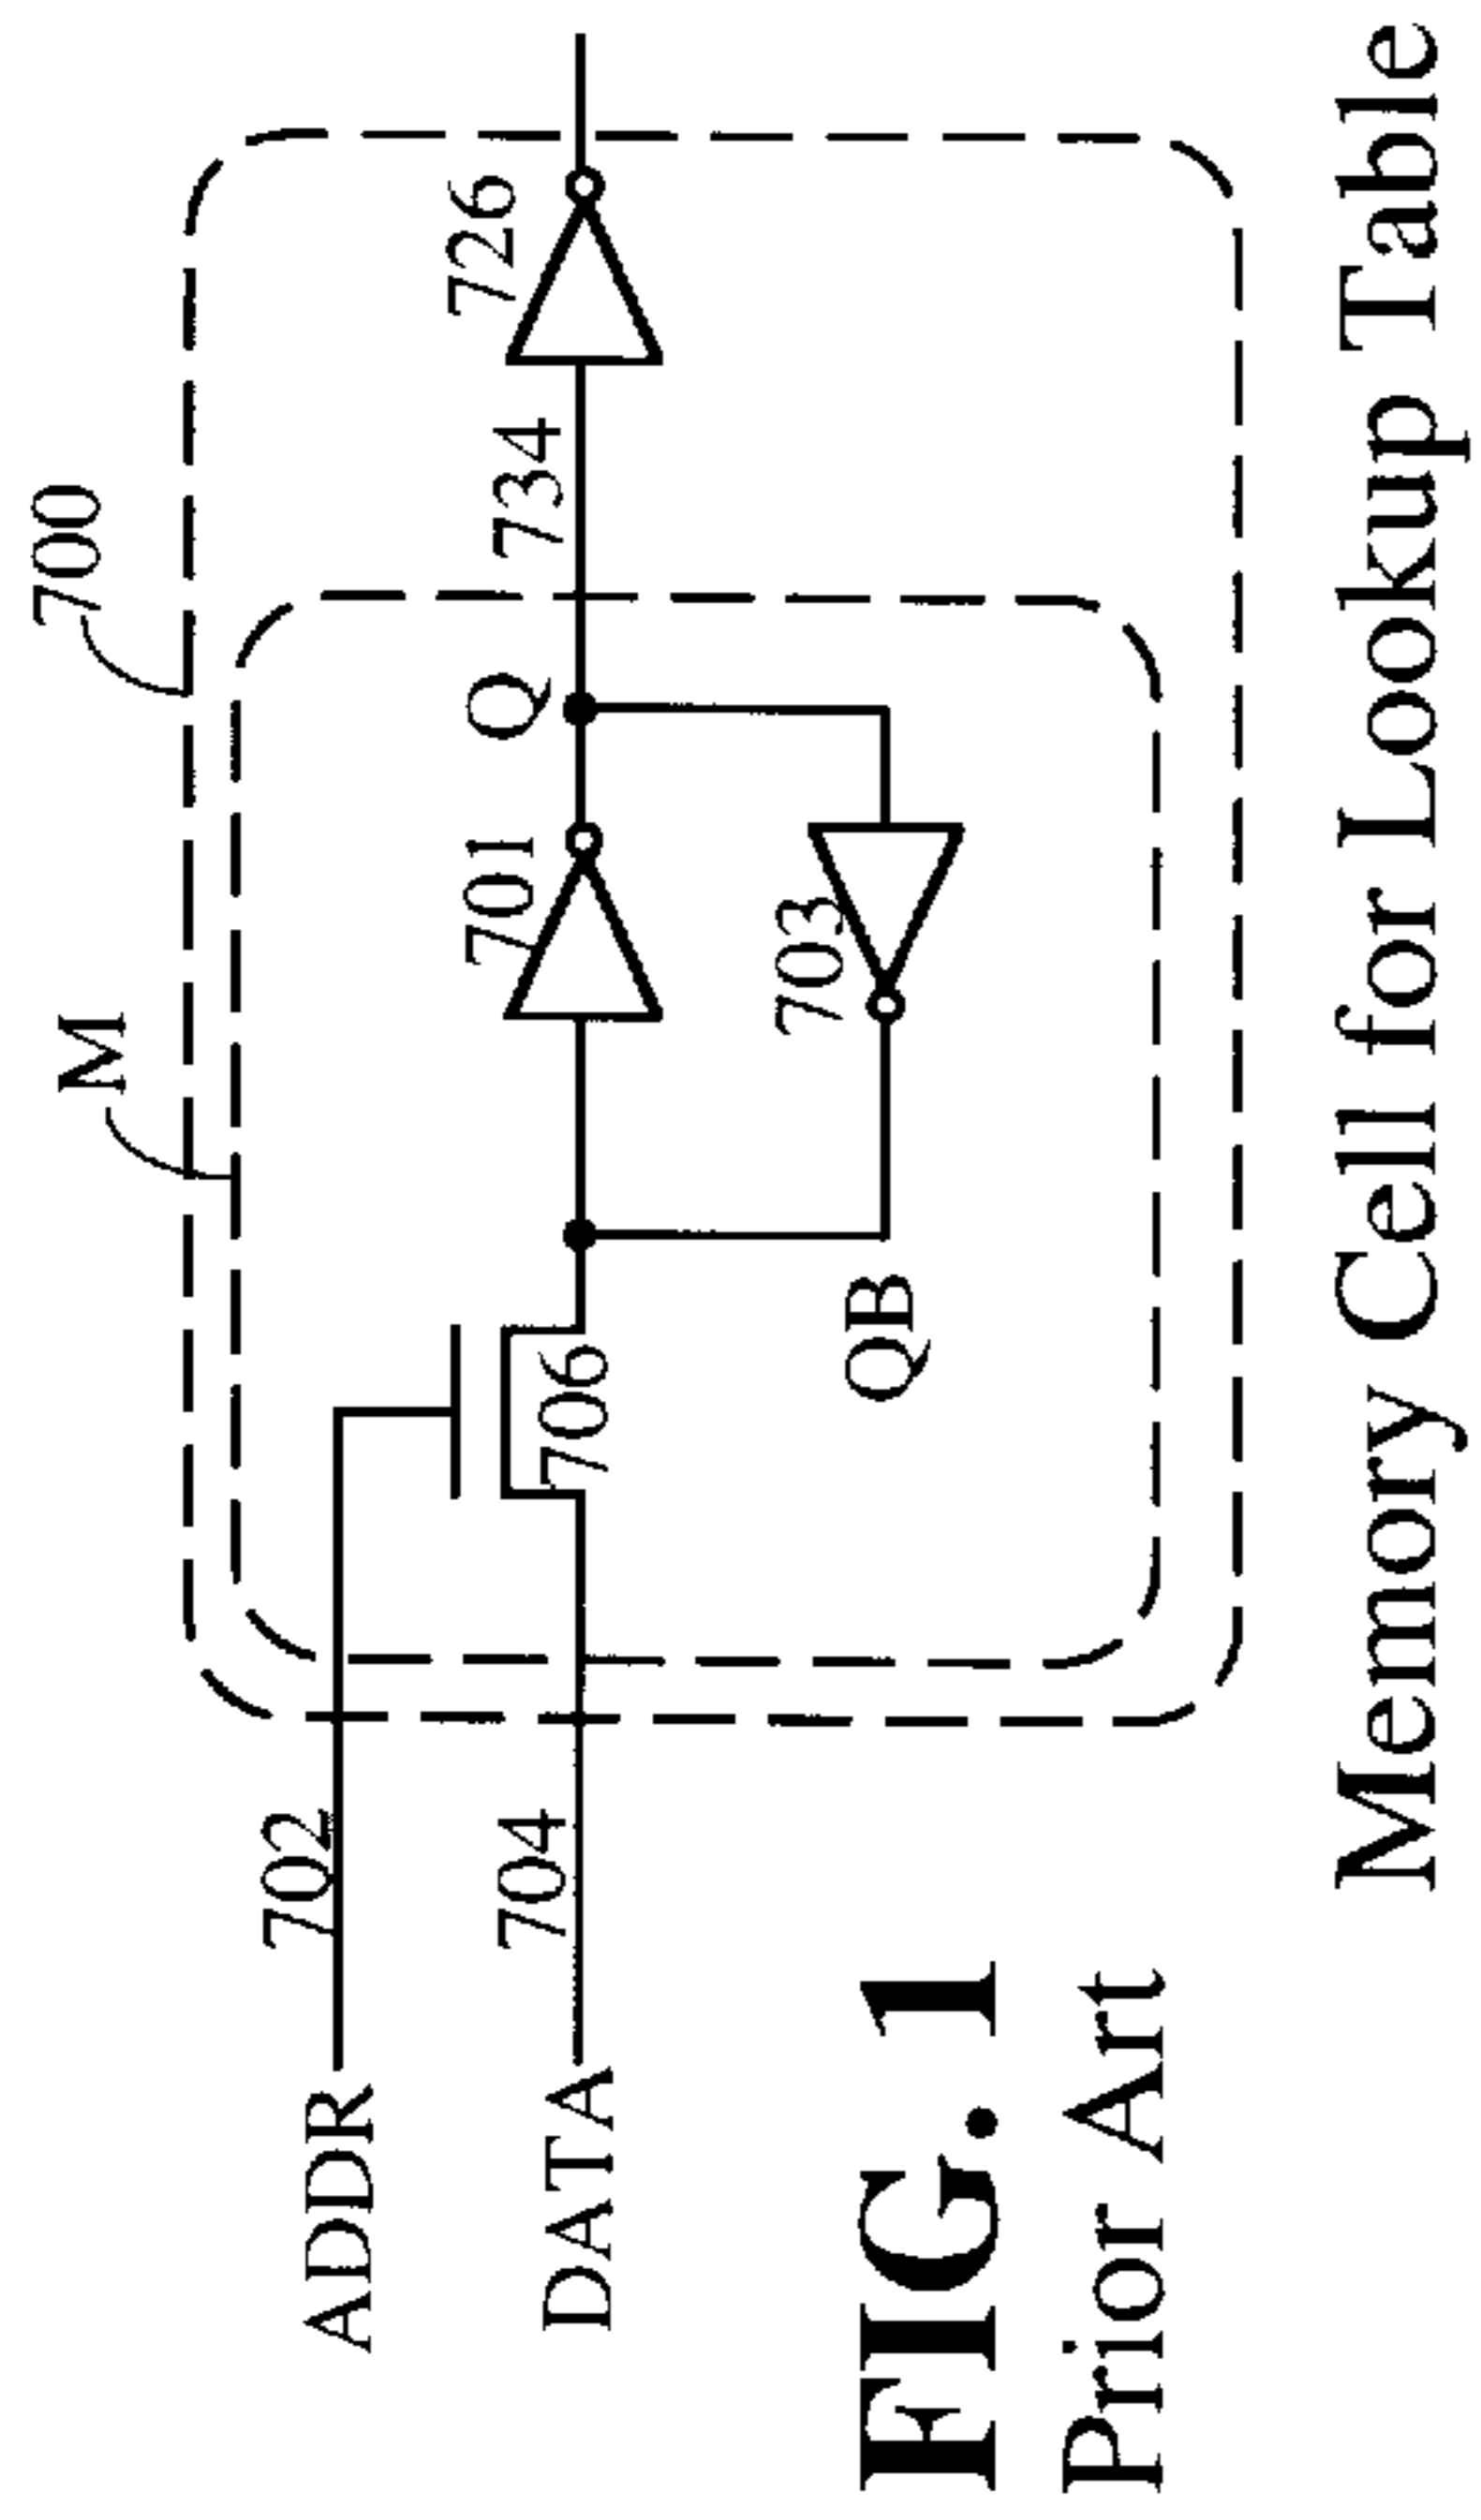 700
M
726
734
Q
701
703
706
QB
702
ADDR
704
DATA
FIG. 1
Prior Art
Memory Cell for Lookup Table